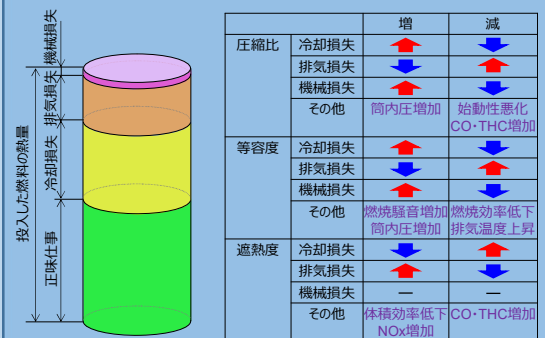 機械損失
排気損失
冷却損失
正味仕事
投入した燃料の熱量
増 減
圧縮比 冷却損失
排気損失
機械損失
その他 筒内圧増加 始動性悪化
CO・THC増加
等容度 冷却損失
排気損失
機械損失
その他 燃焼騒音増加 燃焼効率低下
筒内圧増加 排気温度上昇
遮熱度 冷却損失
排気損失
機械損失 — —
その他 体積効率低下 CO・THC増加
NOx増加